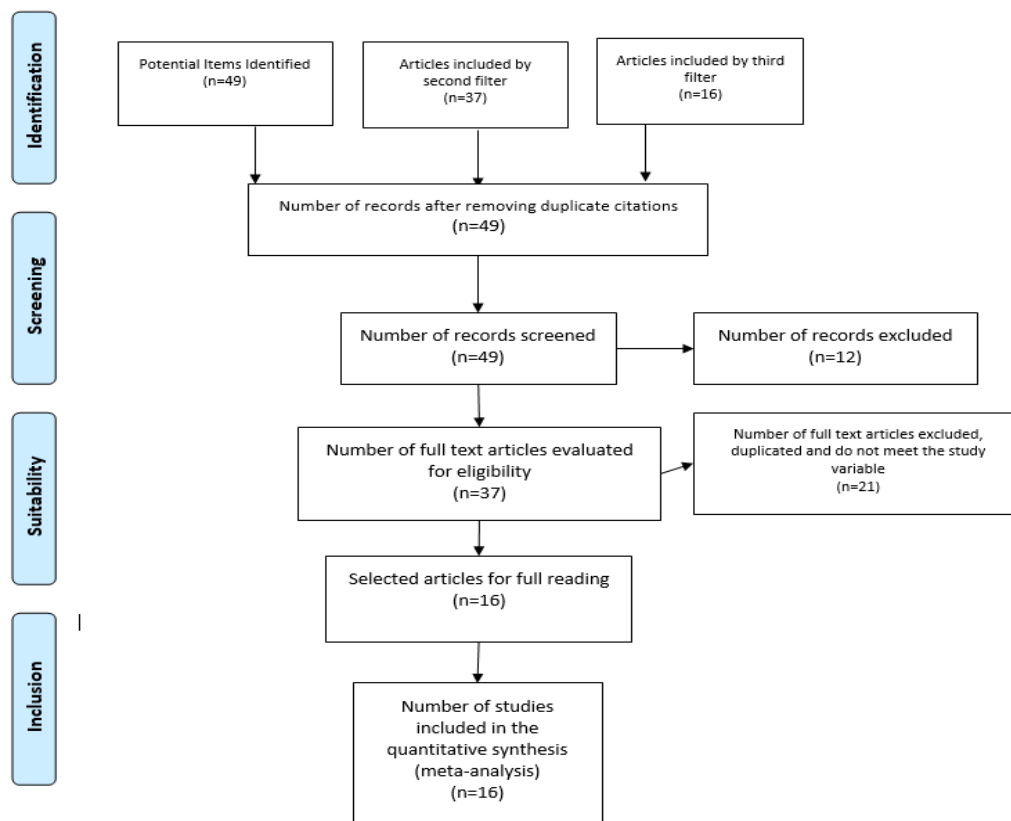 Identification
Potential Items Identified
(n=49)
Articles included by
second filter
(n=37)
Articles included by third
filter
(n=16)
Number of records after removing duplicate citations
(n=49)
Screening
Number of records screened
(n=49)
Number of records excluded
(n=12)
Suitability
Number of full text articles evaluated
for eligibility
(n=37)
Number of full text articles excluded,
duplicated and do not meet the study
variable
(n=21)
Selected articles for full reading
(n=16)
Inclusion
Number of studies
included in the
quantitative synthesis
(meta-analysis)
(n=16)